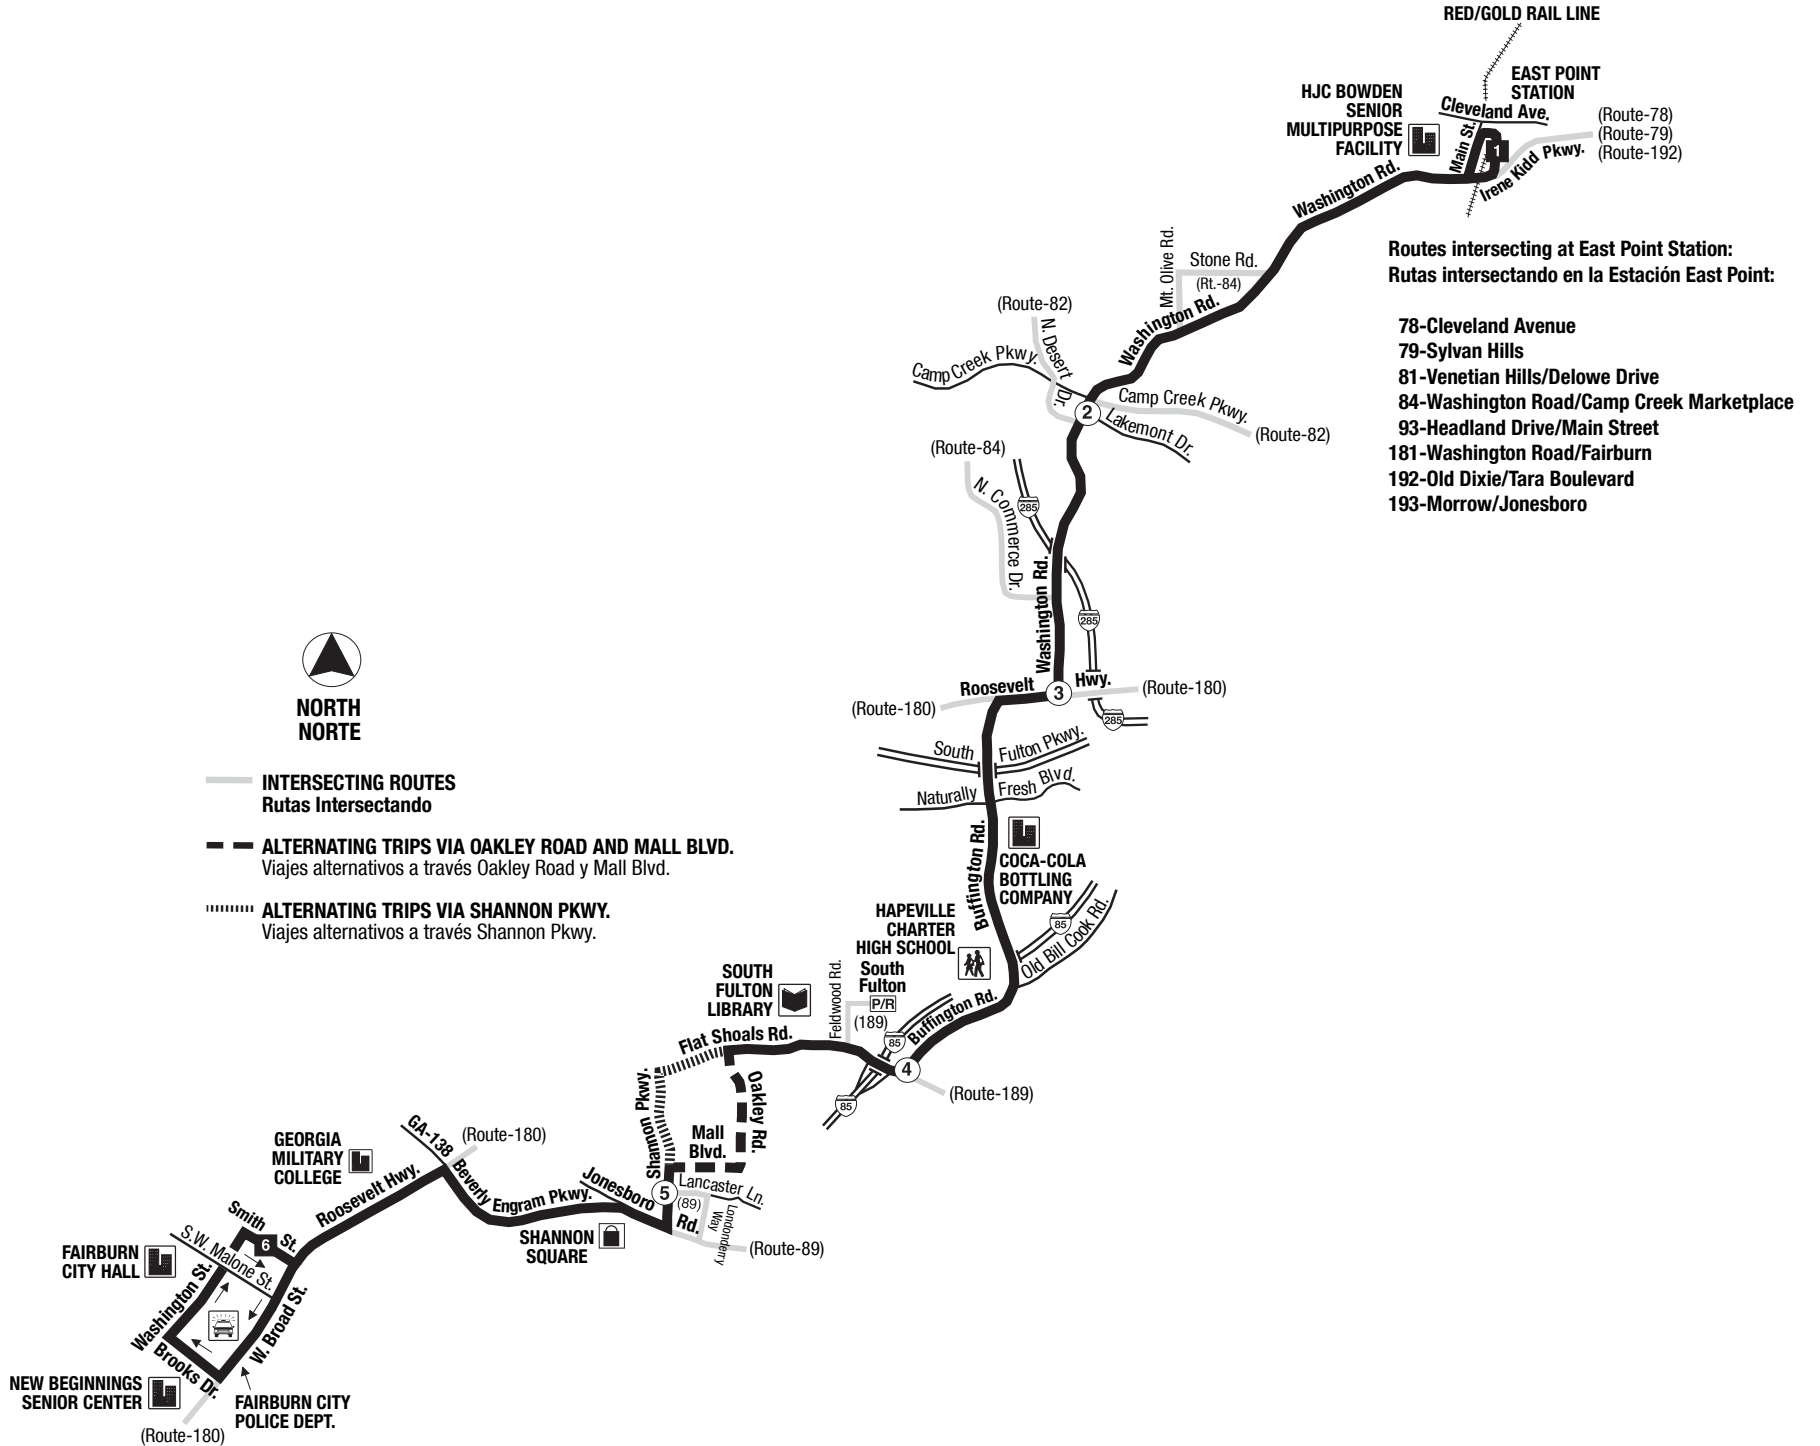 RED/GOLD RAIL LINE
EAST POINT
STATION
HJC BOWDEN
SENIOR
MULTIPURPOSE
FACILITY
Cleveland Ave.
Main St.
1
Irene Kidd Pkwy.
(Route-78)
(Route-79)
(Route-192)
Washington Rd.
Routes intersecting at East Point Station:
Rutas intersectando en la Estación East Point:
78-Cleveland Avenue
79-Sylvan Hills
81-Venetian Hills/Delowe Drive
84-Washington Road/Camp Creek Marketplace
93-Headland Drive/Main Street
181-Washington Road/Fairburn
192-Old Dixie/Tara Boulevard
193-Morrow/Jonesboro
Mt. Olive Rd.
Stone Rd.
(Rt.-84)
Washington Rd.
(Route-82)
N. Desert Dr.
Camp Creek Pkwy.
2
Camp Creek Pkwy.
(Route-82)
Lakemont Dr.
(Route-84)
N. Commerce Dr.
285
Washington Rd.
285
Roosevelt
3
Hwy.
(Route-180)
(Route-180)
285
South
Fulton Pkwy.
Naturally
Fresh Blvd.
NORTH
NORTE
INTERSECTING ROUTES
Rutas Intersectando
ALTERNATING TRIPS VIA OAKLEY ROAD AND MALL BLVD.
Viajes alternativos a través Oakley Road y Mall Blvd.
ALTERNATING TRIPS VIA SHANNON PKWY.
Viajes alternativos a través Shannon Pkwy.
Buffington Rd.
COCA-COLA
BOTTLING
COMPANY
HAPEVILLE
CHARTER
HIGH SCHOOL
85
Old Bill Cook Rd.
South
Fulton
P/R
(189)
Feldwood Rd.
SOUTH
FULTON
LIBRARY
Buffington Rd.
85
Flat Shoals Rd.
4
(Route-189)
85
Shannon Pkwy.
Oakley Rd.
Mall
Blvd.
GA-138
(Route-180)
GEORGIA
MILITARY
COLLEGE
Roosevelt Hwy.
Beverly
Engram Pkwy.
Jonesboro
Rd.
5
Lancaster Ln.
(89)
Londonderry
Way
(Route-89)
SHANNON
SQUARE
Smith
St.
6
S.W. Malone St.
FAIRBURN
CITY HALL
Washington St.
W. Broad St.
Brooks Dr.
NEW BEGINNINGS
SENIOR CENTER
FAIRBURN CITY
POLICE DEPT.
(Route-180)